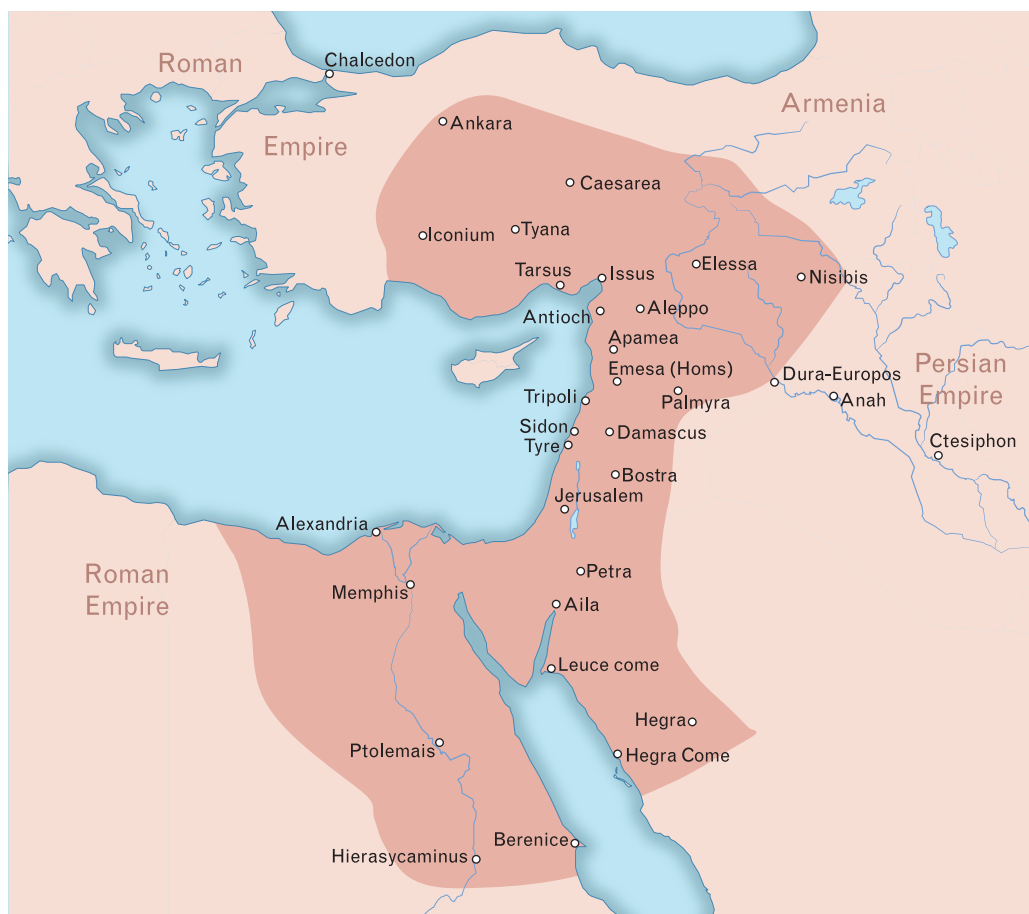 Chalcedon
Roman
Armenia
Ankara
Empire
Caesarea
Tyana
Iconium
Elessa
Tarsus
Issus
Nisibis
Aleppo
Antioch
Apamea
Emesa (Homs)
Dura-Europos
Persian
Empire
Palmyra
Anah
Tripoli
Sidon
Damascus
Tyre
Ctesiphon
Bostra
Jerusalem
Alexandria
Roman
Empire
Petra
Memphis
Aila
Leuce come
Hegra
Ptolemais
Hegra Come
Berenice
Hierasycaminus